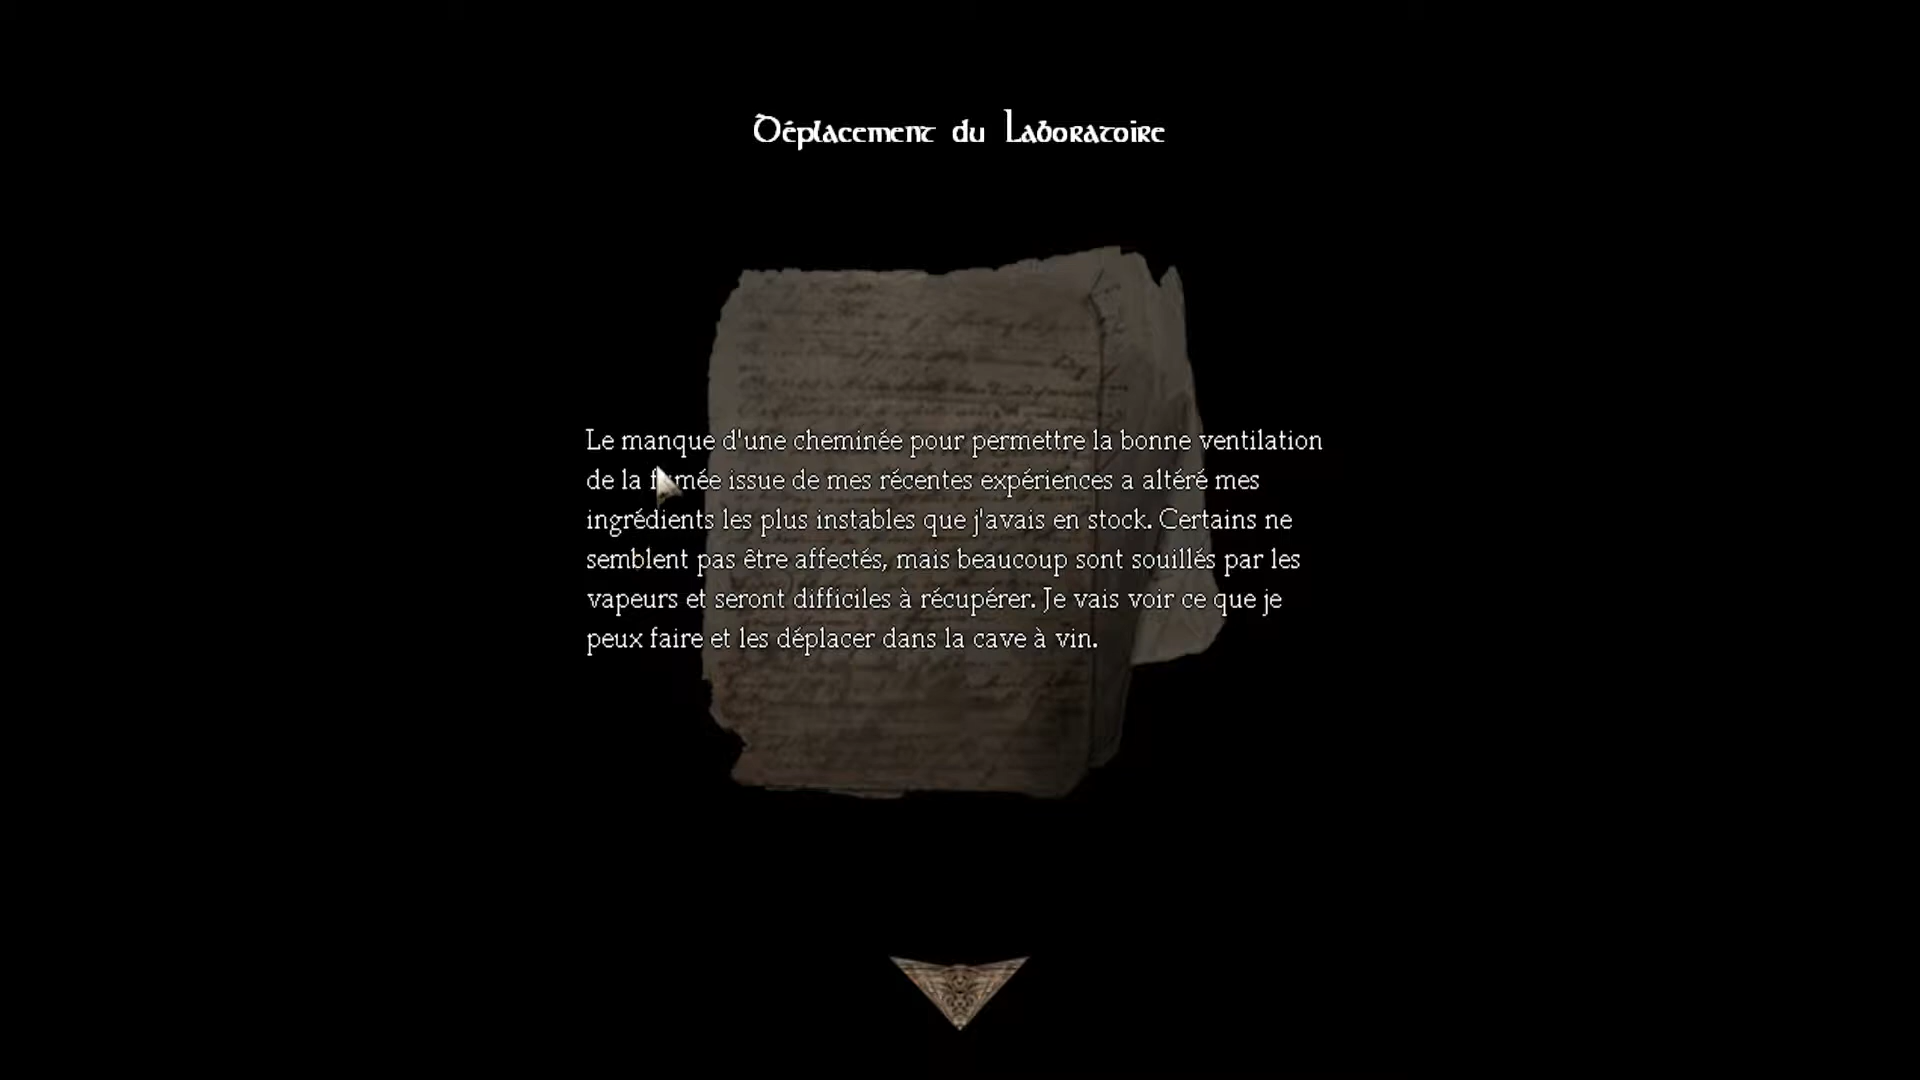 Déplacement du Laboratoire
Le manque d'une cheminée pour permettre la bonne ventilation
de la fumée issue de mes récentes expériences a altéré mes
ingrédients les plus instables que j'avais en stock. Certains ne
semblent pas être affectés, mais beaucoup sont souillés par les
vapeurs et seront difficiles à récupérer. Je vais voir ce que je
peux faire et les déplacer dans la cave à vin.